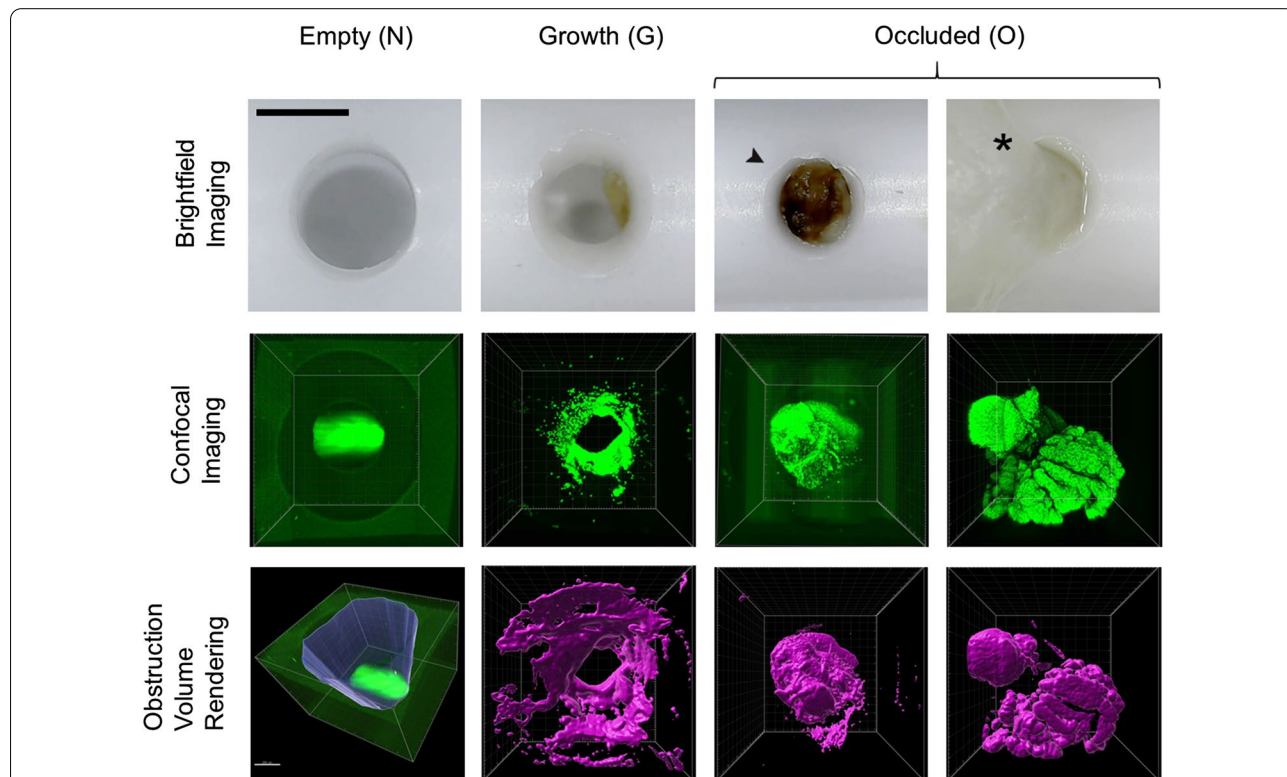 Empty (N) Growth (G) Occluded (O)
Brightfield
Imaging
*
Confocal
Imaging
Obstruction
Volume
Rendering